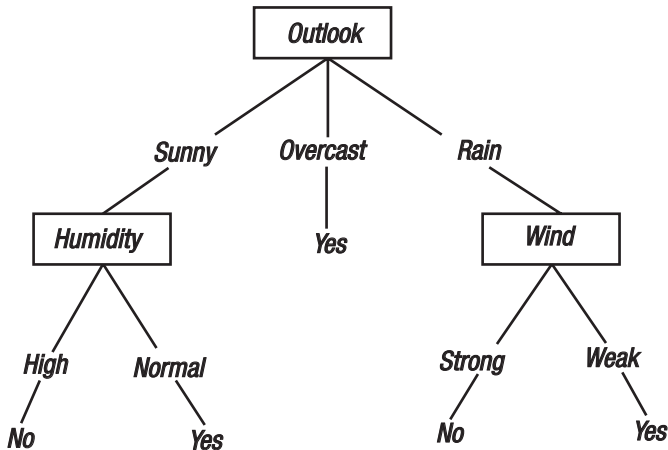 Outlook
Sunny Overcast Rain
Humidity Yes Wind
High Normal Strong Weak
No Yes No Yes